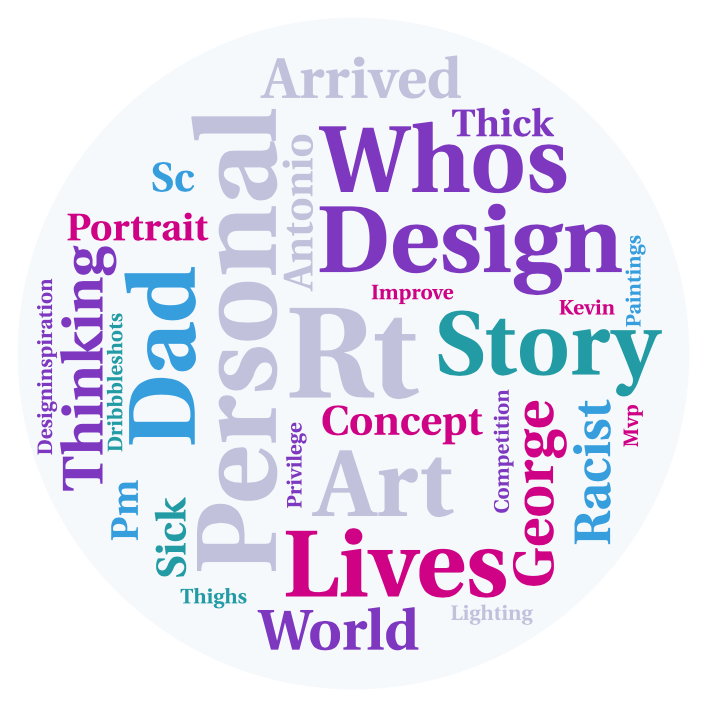 Arrived
Thick
Whos
Personal
Antonio
Sc
Portrait
Design
Thinking
Dad
Paintings
Improve
Kevin
Designinspiration
Dribbbleshots
Rt
Story
Concept
Competition
George
Racist
Mvp
Privilege
Art
Pm
Sick
Lives
Thighs
World
Lighting